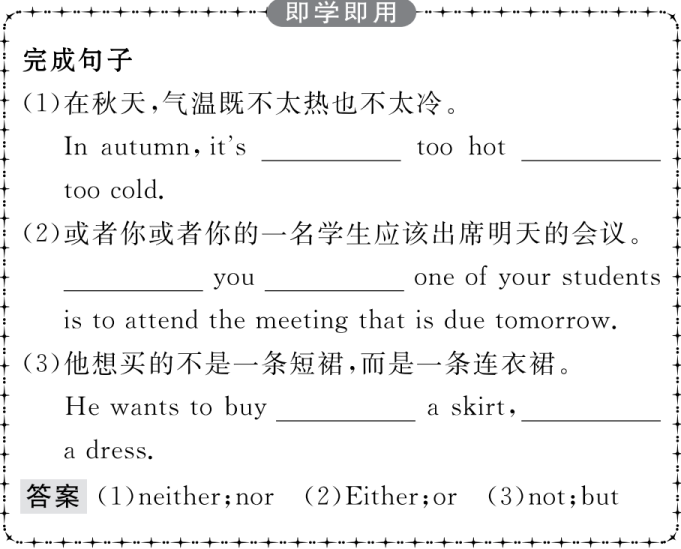 即学即用
完成句子
(1)在秋天,气温既不太热也不太冷。
In autumn, it's ________ too hot ________
too cold.
(2)或者你或者你的一名学生应该出席明天的会议。
________ you ________ one of your students
is to attend the meeting that is due tomorrow.
(3)他想买的不是一条短裙,而是一条连衣裙。
He wants to buy ________ a skirt, ________
a dress.
答案 (1)neither;nor (2)Either;or (3)not;but